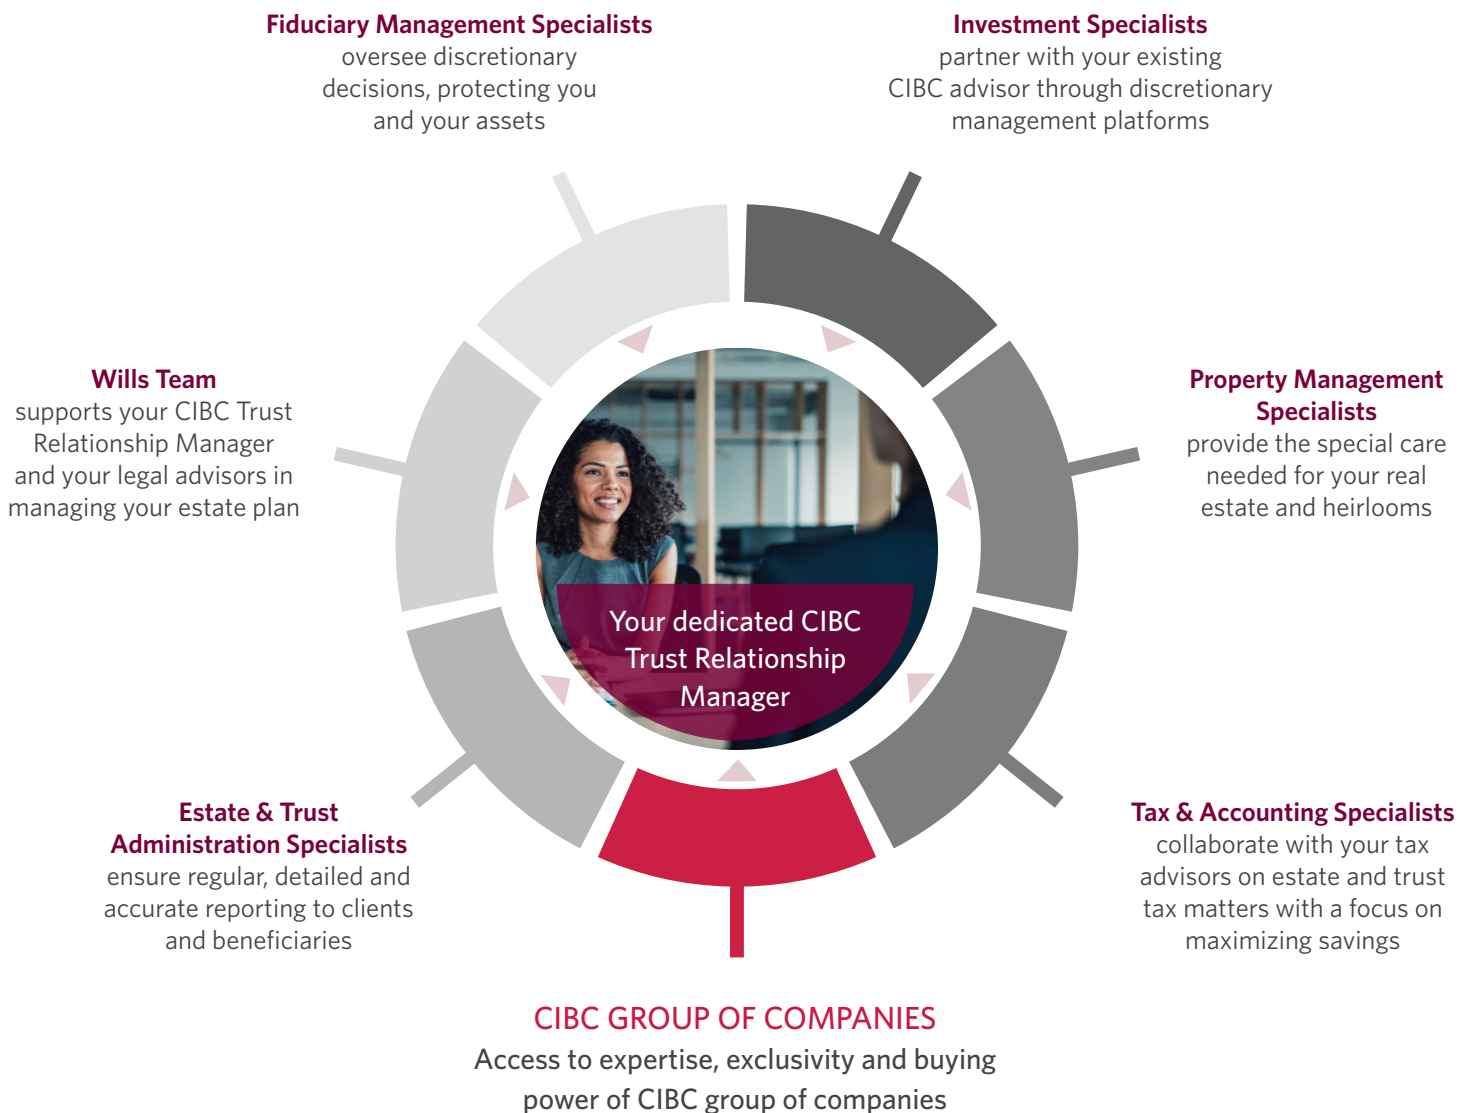 Fiduciary Management Specialists
oversee discretionary
decisions, protecting you
and your assets
Investment Specialists
partner with your existing
CIBC advisor through discretionary
management platforms
Wills Team
supports your CIBC Trust
Relationship Manager
and your legal advisors in
managing your estate plan
Property Management
Specialists
provide the special care
needed for your real
estate and heirlooms
Your dedicated CIBC
Trust Relationship
Manager
Estate & Trust
Administration Specialists
ensure regular, detailed and
accurate reporting to clients
and beneficiaries
Tax & Accounting Specialists
collaborate with your tax
advisors on estate and trust
tax matters with a focus on
maximizing savings
CIBC GROUP OF COMPANIES
Access to expertise, exclusivity and buying
power of CIBC group of companies